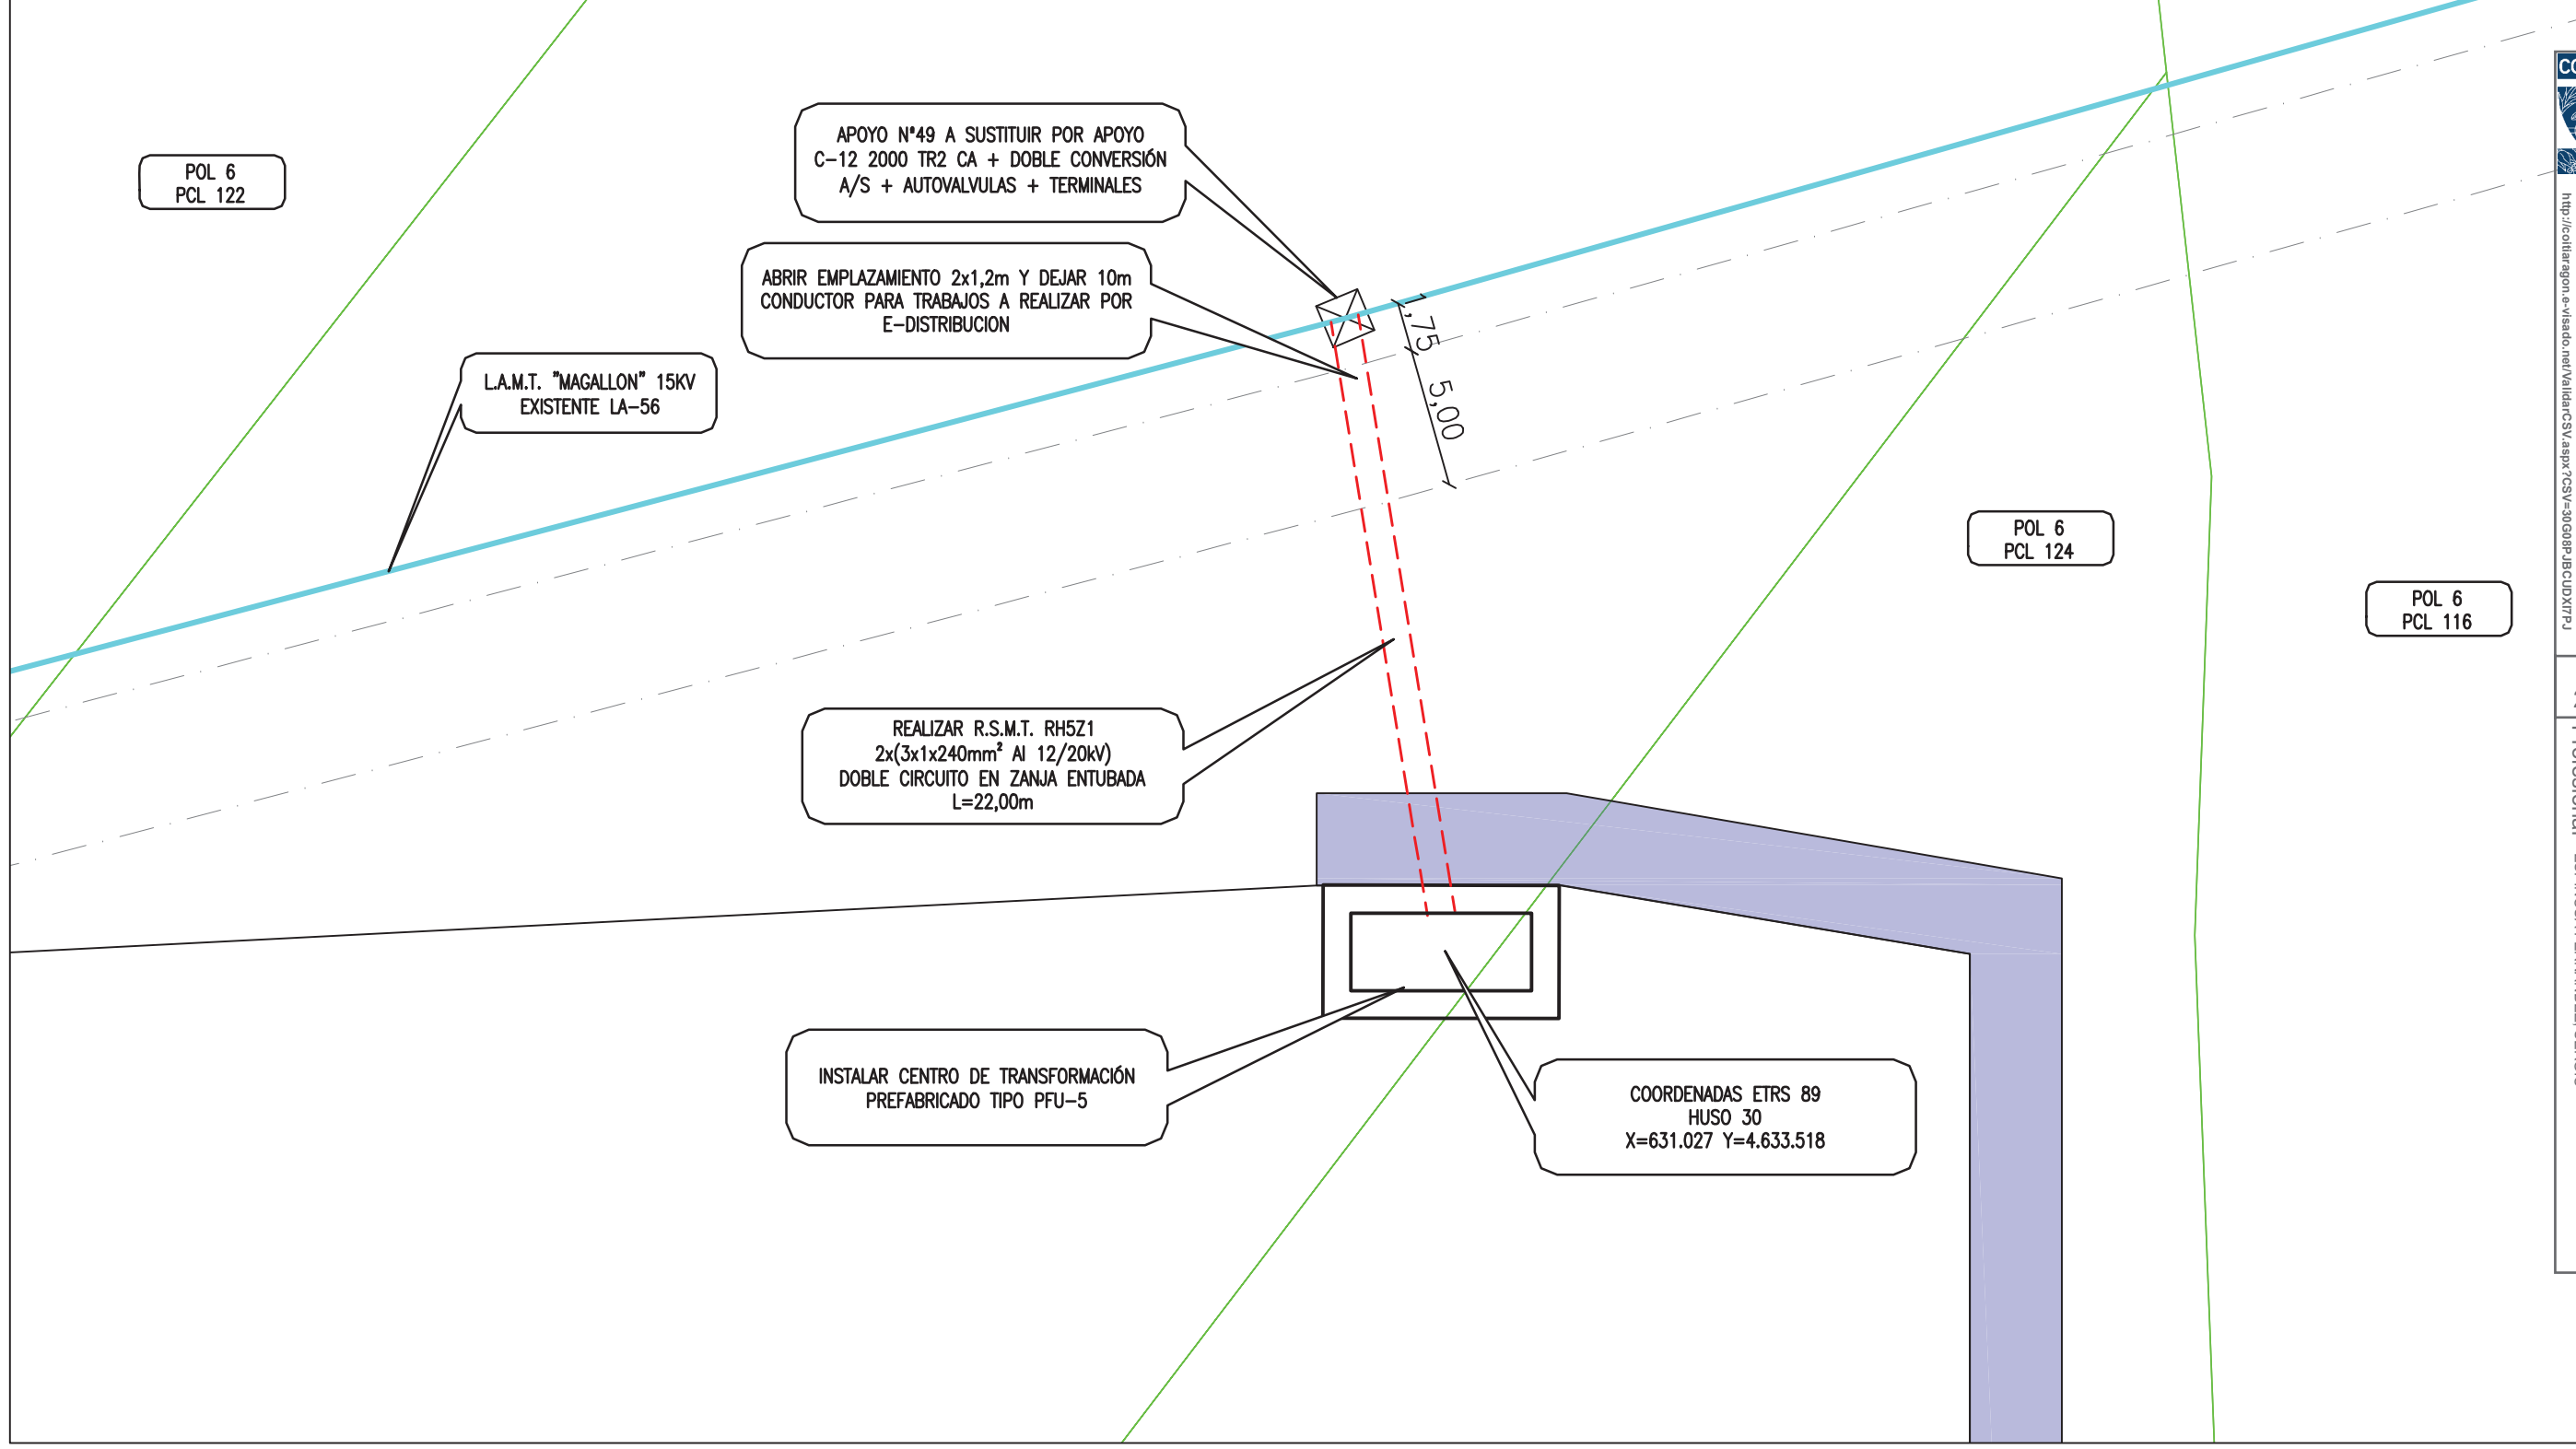 POL 6
PCL 122
APOYO N°49 A SUSTITUIR POR APOYO
C-12 2000 TR2 CA + DOBLE CONVERSIÓN
A/S + AUTOVALVULAS + TERMINALES
ABRIR EMPLAZAMIENTO 2x1,2m Y DEJAR 10m
CONDUCTOR PARA TRABAJOS A REALIZAR POR
E-DISTRIBUCION
L.A.M.T. "MAGALLON" 15KV
EXISTENTE LA-56
1,75
5,00
POL 6
PCL 124
POL 6
PCL 116
REALIZAR R.S.M.T. RH5Z1
2x(3x1x240mm² Al 12/20kV)
DOBLE CIRCUITO EN ZANJA ENTUBADA
L=22,00m
INSTALAR CENTRO DE TRANSFORMACIÓN
PREFABRICADO TIPO PFU-5
COORDENADAS ETRS 89
HUSO 30
X=631.027 Y=4.633.518
http://coitiaragon.e-visado.net/ValidarCSV.aspx?CSV=30G08PJBCUDXI7PJ